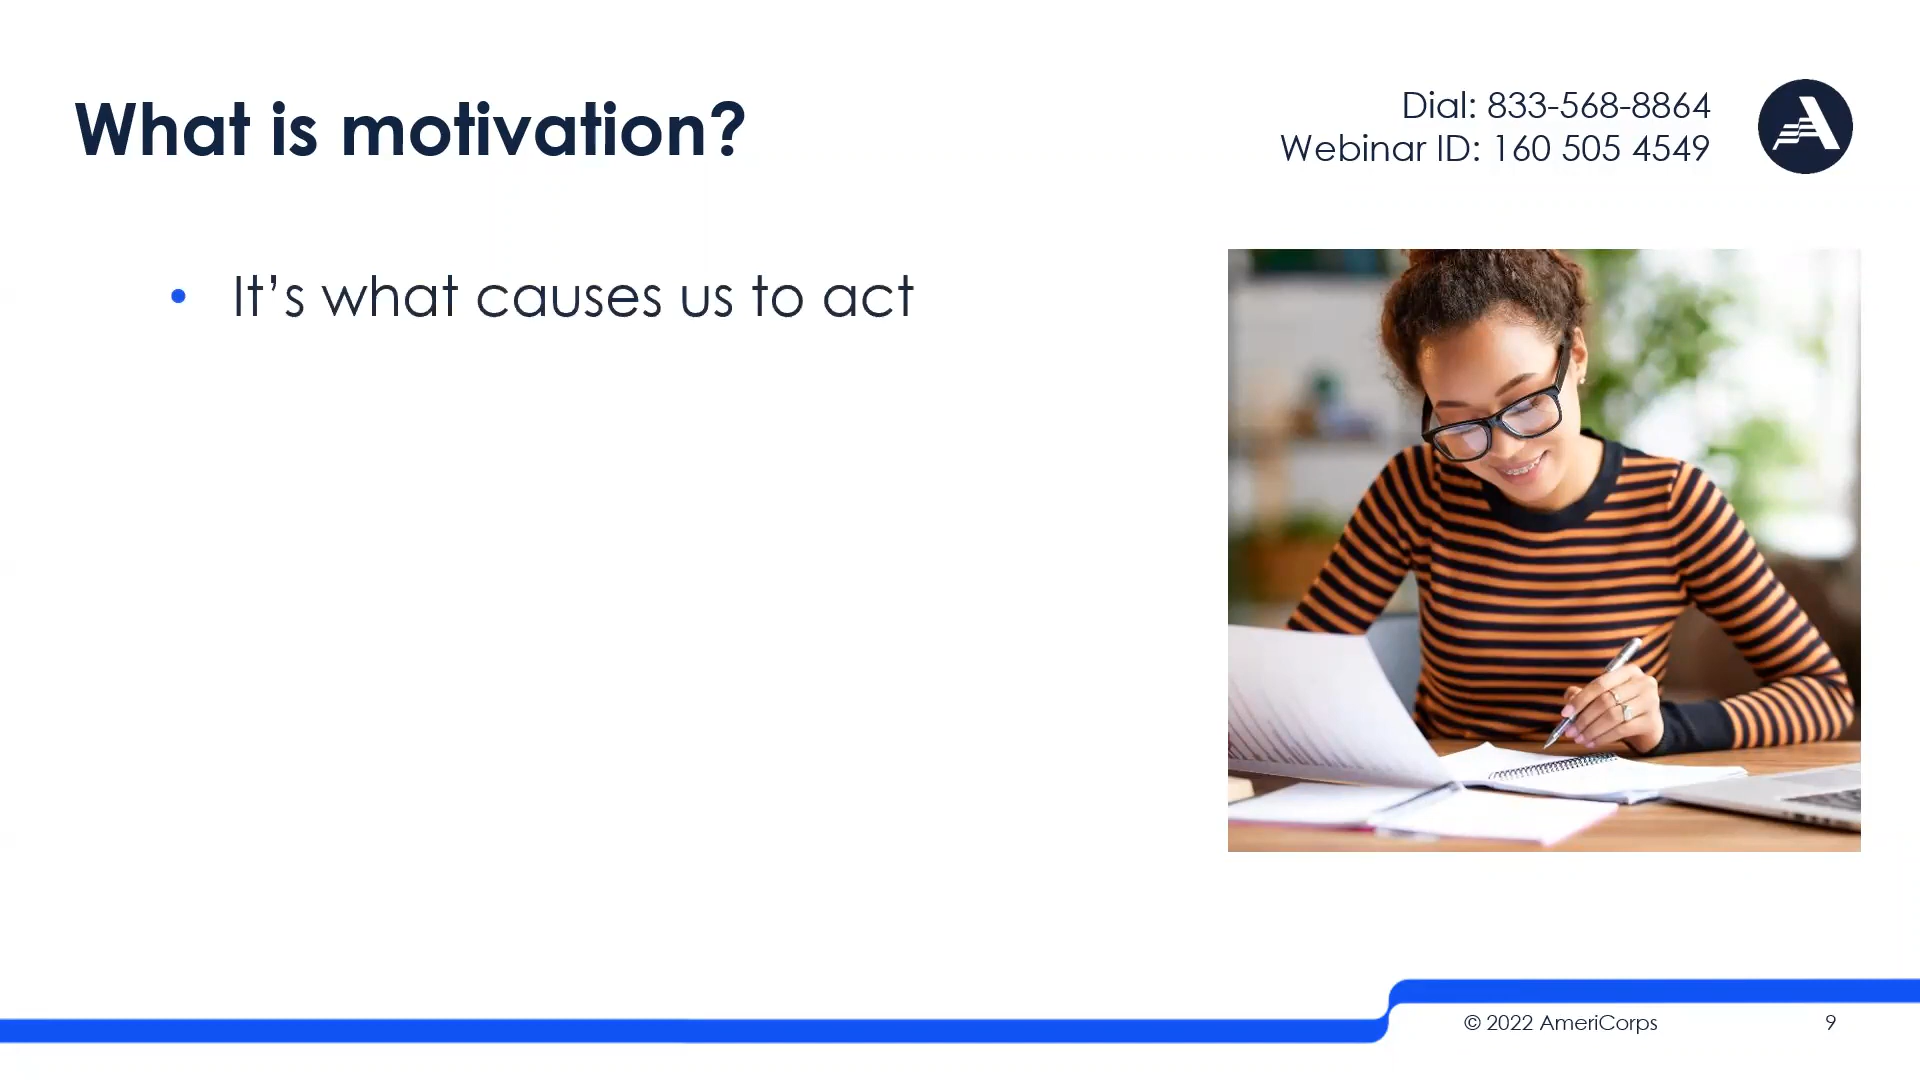 What is motivation?
Dial: 833-568-8864
Webinar ID: 160 505 4549
• It’s what causes us to act
© 2022 AmeriCorps
9